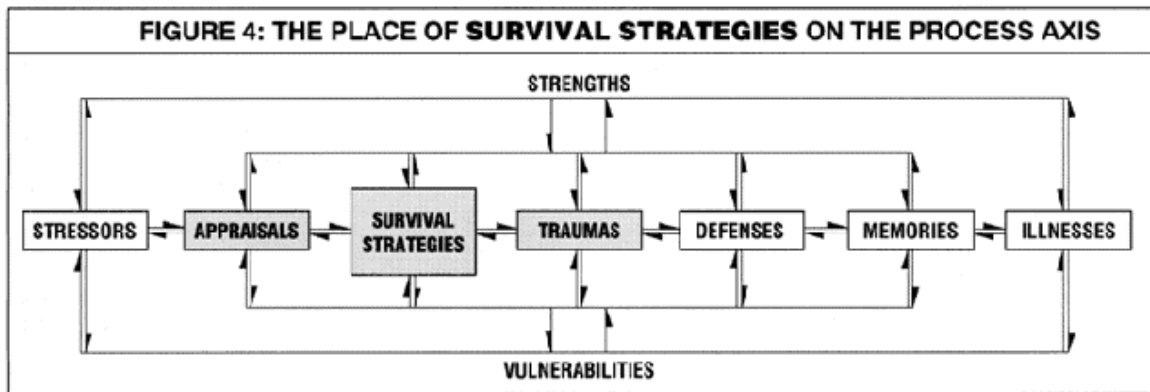 FIGURE 4: THE PLACE OF SURVIVAL STRATEGIES ON THE PROCESS AXIS
STRENGTHS
STRESSORS
APPRAISALS
SURVIVAL
STRATEGIES
TRAUMAS
DEFENSES
MEMORIES
ILLNESSES
VULNERABILITIES